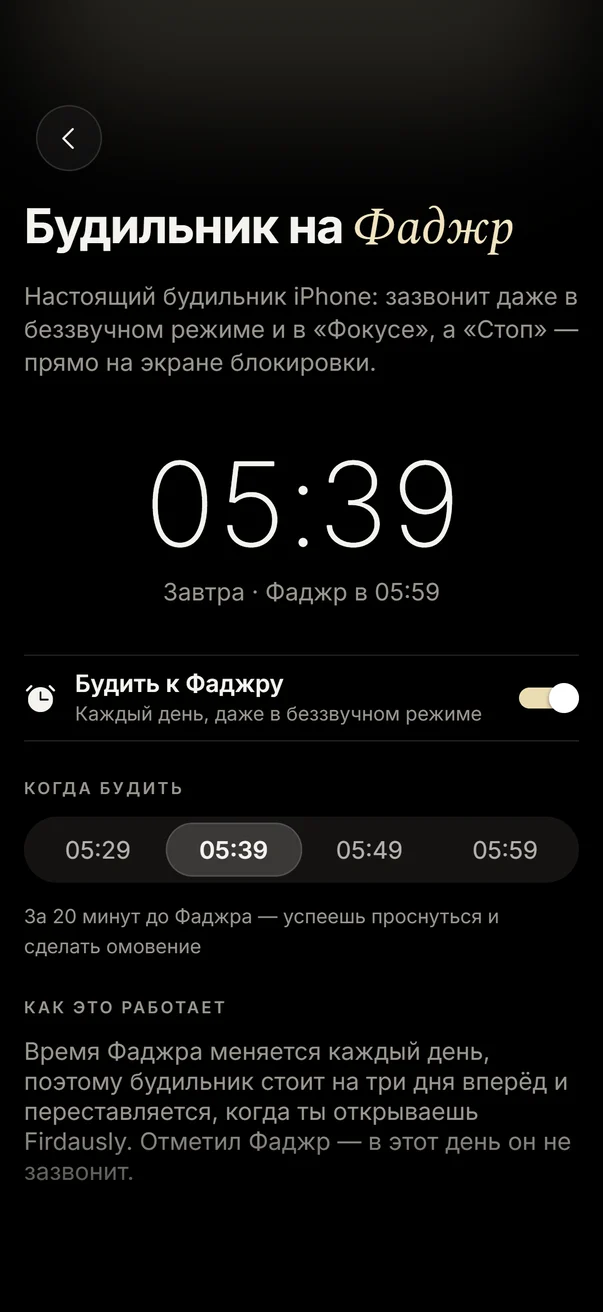 Будильник на Фаджр
Настоящий будильник iPhone: зазвонит даже в
беззвучном режиме и в «Фокусе», а «Стоп» —
прямо на экране блокировки.
05:39
Завтра · Фаджр в 05:59
Будить к Фаджру
Каждый день, даже в беззвучном режиме
КОГДА БУДИТЬ
05:29 05:39 05:49 05:59
За 20 минут до Фаджра — успеешь проснуться и
сделать омовение
КАК ЭТО РАБОТАЕТ
Время Фаджра меняется каждый день,
поэтому будильник стоит на три дня вперёд и
переставляется, когда ты открываешь
Firdausly. Отметил Фаджр — в этот день он не
зазвонит.